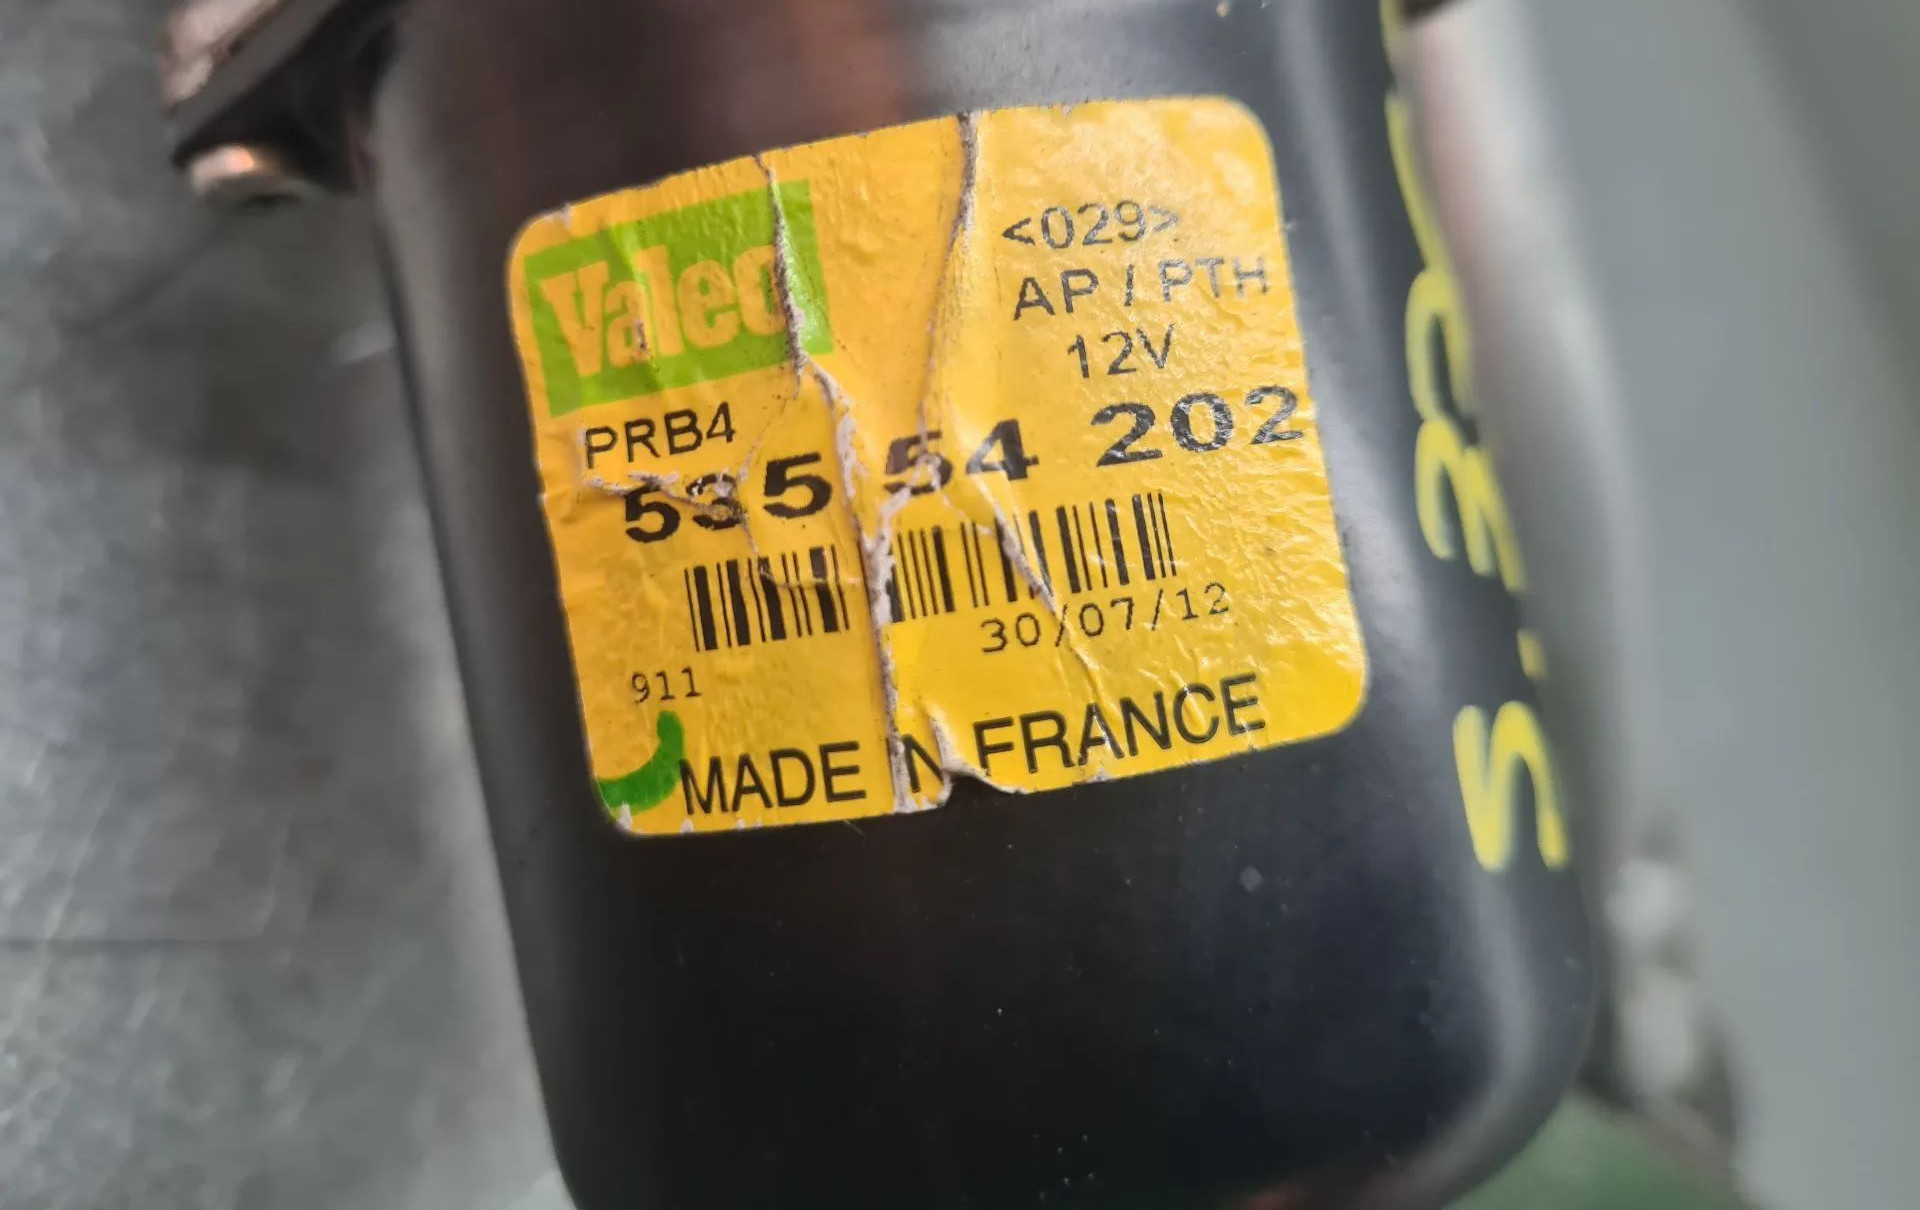 Valeo
<029>
AP / PTH
12V
PRB4
535 54 202
30/07/12
911
MADE IN FRANCE